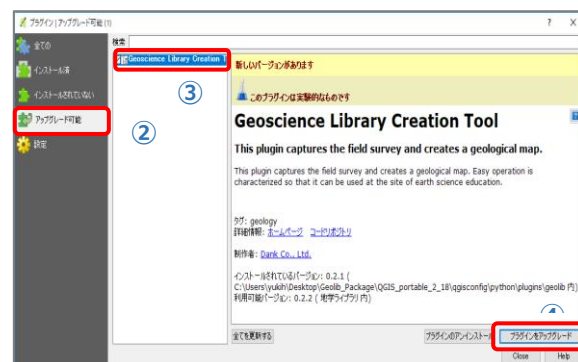 プラグイン | アップグレード可能 (1)
? X
全ての
インストール済
インストールされていない
アップグレード可能
設定
検索
Geoscience Library Creation T
②
③
新しいバージョンがあります
このプラグインは実験的なものです
Geoscience Library Creation Tool
This plugin captures the field survey and creates a geological map.
This plugin captures the field survey and creates a geological map. Easy operation is
characterized so that it can be used at the site of earth science education.
タグ: geology
詳細情報: ホームページ コードリポジトリ
制作者: Dank Co., Ltd.
インストールされているバージョン: 0.2.1 (
C:\Users\yukih\Desktop\Geolib_Package\QGIS_portable_2_18\qgisconfig\python\plugins\geolib 内)
利用可能バージョン: 0.2.2 ( 地学ライブラリ 内)
全てを更新する
プラグインのアンインストール
プラグインをアップグレード
Close
Help